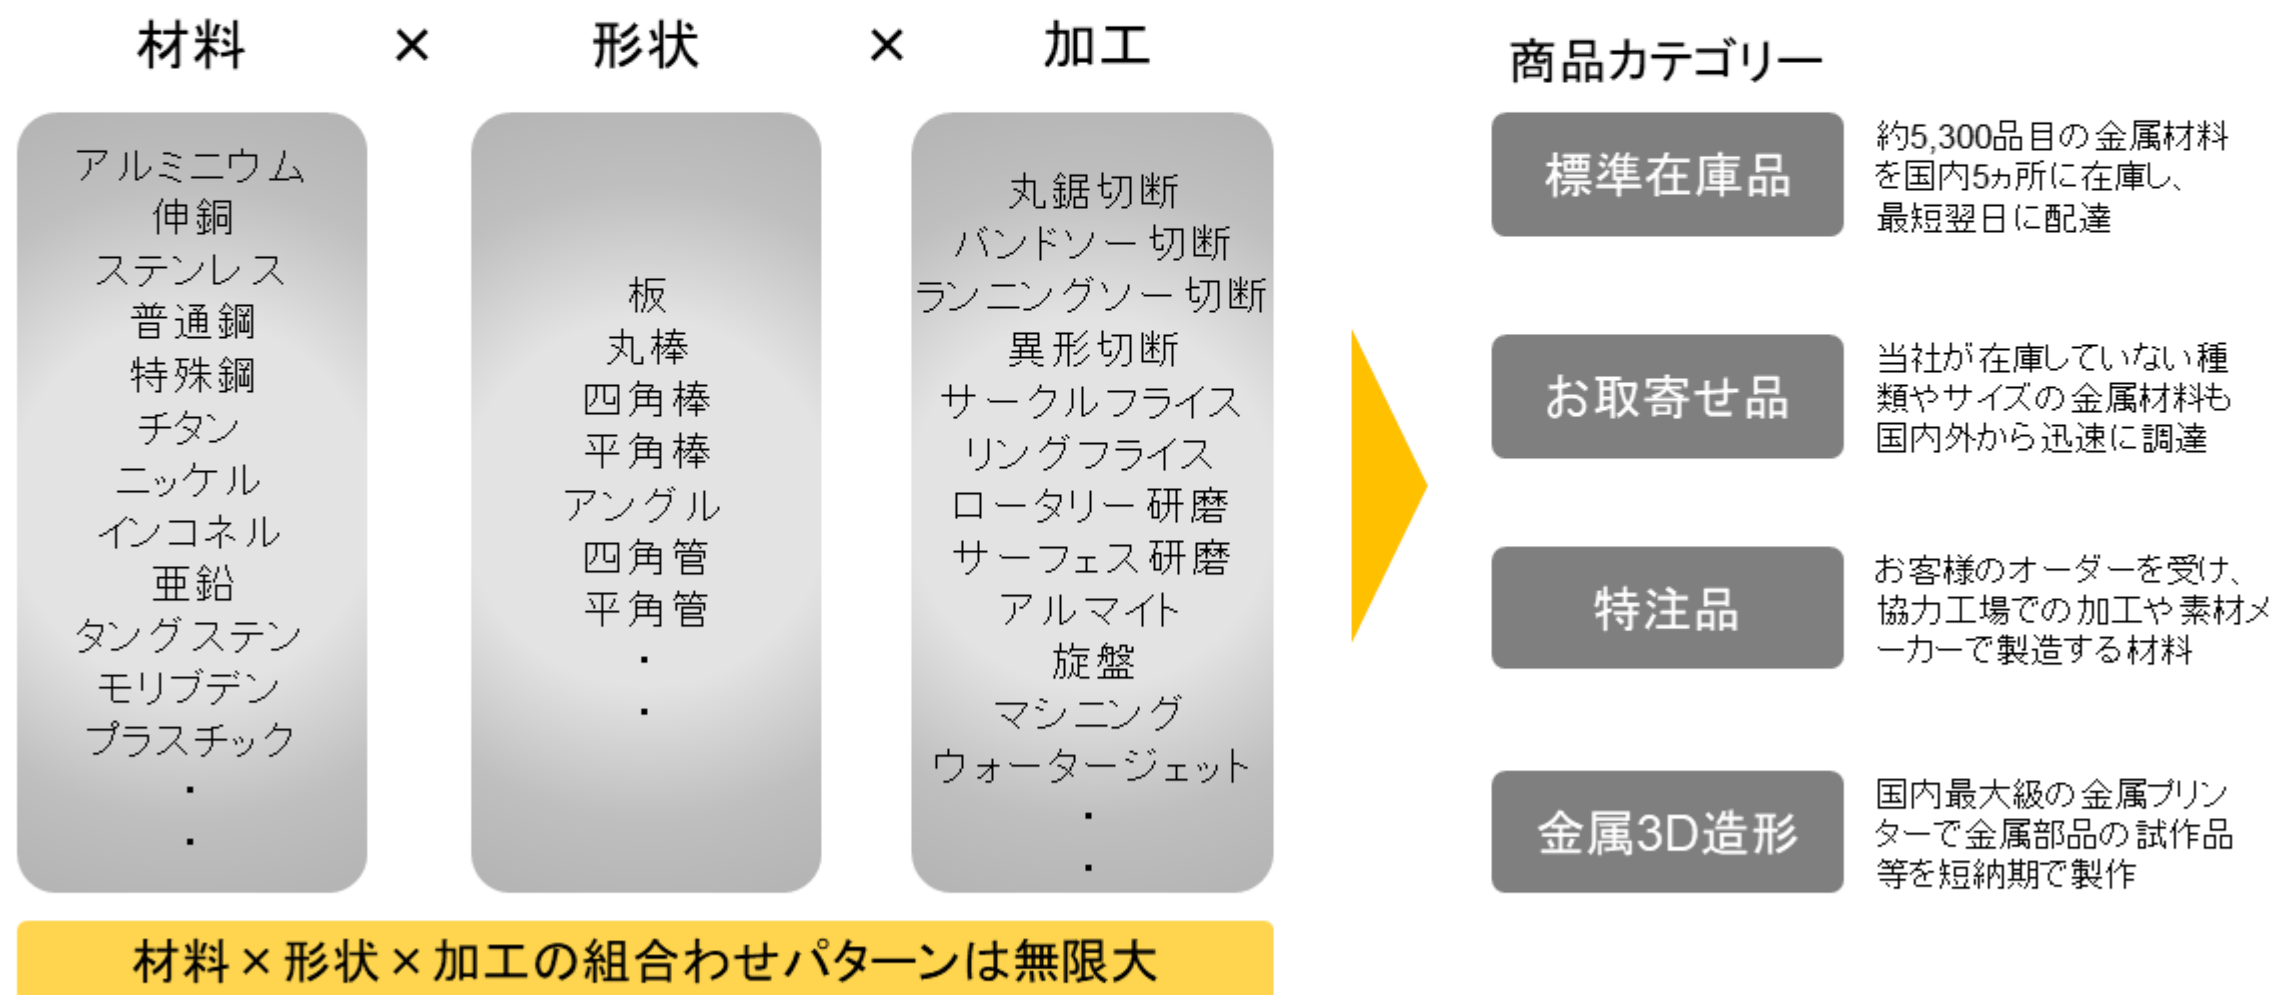 材料 × 形状 × 加工
アルミニウム
伸銅
ステンレス
普通鋼
特殊鋼
チタン
ニッケル
インコネル
亜鉛
タングステン
モリブデン
プラスチック
・
・
板
丸棒
四角棒
平角棒
アングル
四角管
平角管
・
・
丸鋸切断
バンドソー切断
ランニングソー切断
異形切断
サークルフライス
リングフライス
ロータリー研磨
サーフェス研磨
アルマイト
旋盤
マシニング
ウォータージェット
・
・
材料×形状×加工の組合わせパターンは無限大
商品カテゴリー
標準在庫品
約5,300品目の金属材料
を国内5ヵ所に在庫し、
最短翌日に配達
お取寄せ品
当社が在庫していない種
類やサイズの金属材料も
国内外から迅速に調達
特注品
お客様のオーダーを受け、
協力工場での加工や素材メ
ーカーで製造する材料
金属3D造形
国内最大級の金属プリン
ターで金属部品の試作品
等を短納期で製作